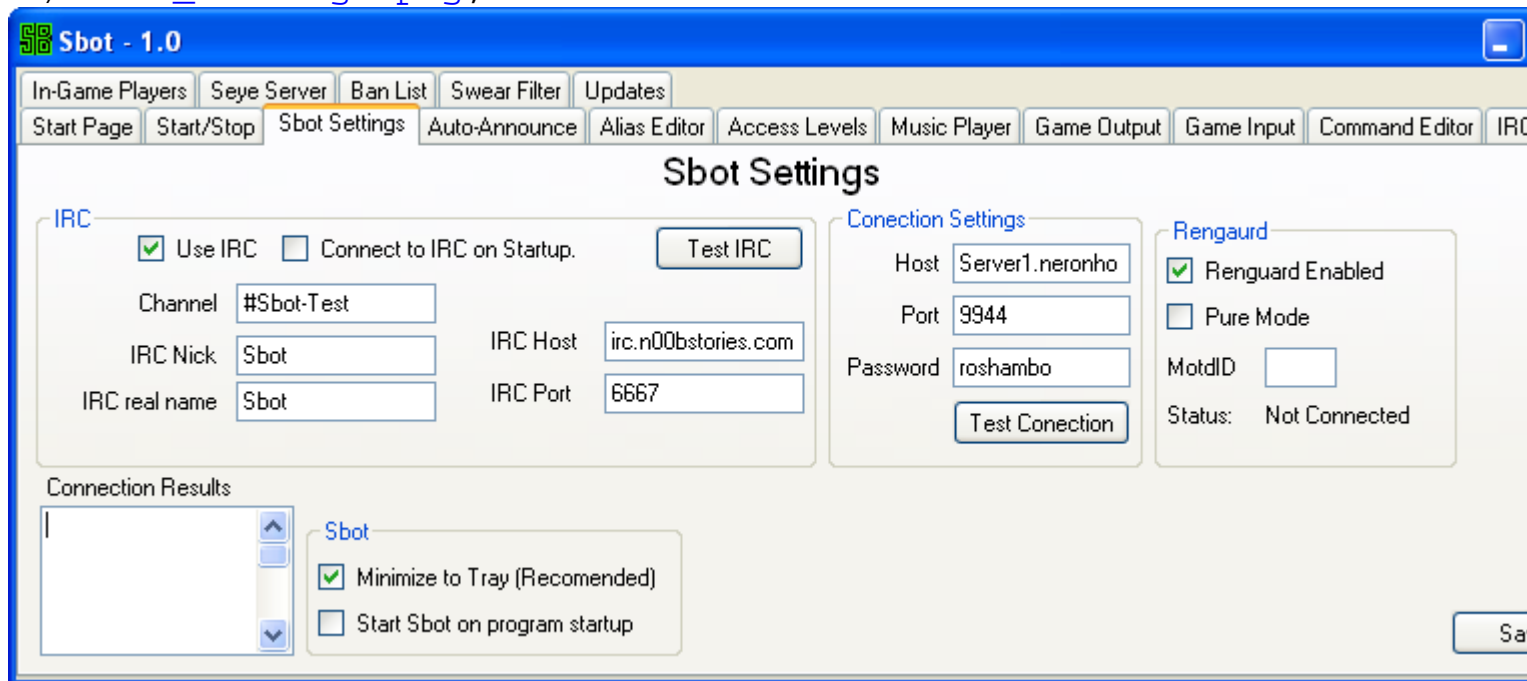 Sbot - 1.0
In-Game Players Seye Server Ban List Swear Filter Updates
Start Page Start/Stop Sbot Settings Auto-Announce Alias Editor Access Levels Music Player Game Output Game Input Command Editor
Sbot Settings
IRC
Use IRC Connect to IRC on Startup. Test IRC
Channel #Sbot-Test
IRC Nick Sbot
IRC real name Sbot
IRC Host irc.n00bstories.com
IRC Port 6667
Conection Settings
Host Server1.neronho
Port 9944
Password roshambo
Test Conection
Rengaurd
Renguard Enabled
Pure Mode
MotdID
Status: Not Connected
Connection Results
Sbot
Minimize to Tray (Recomended)
Start Sbot on program startup